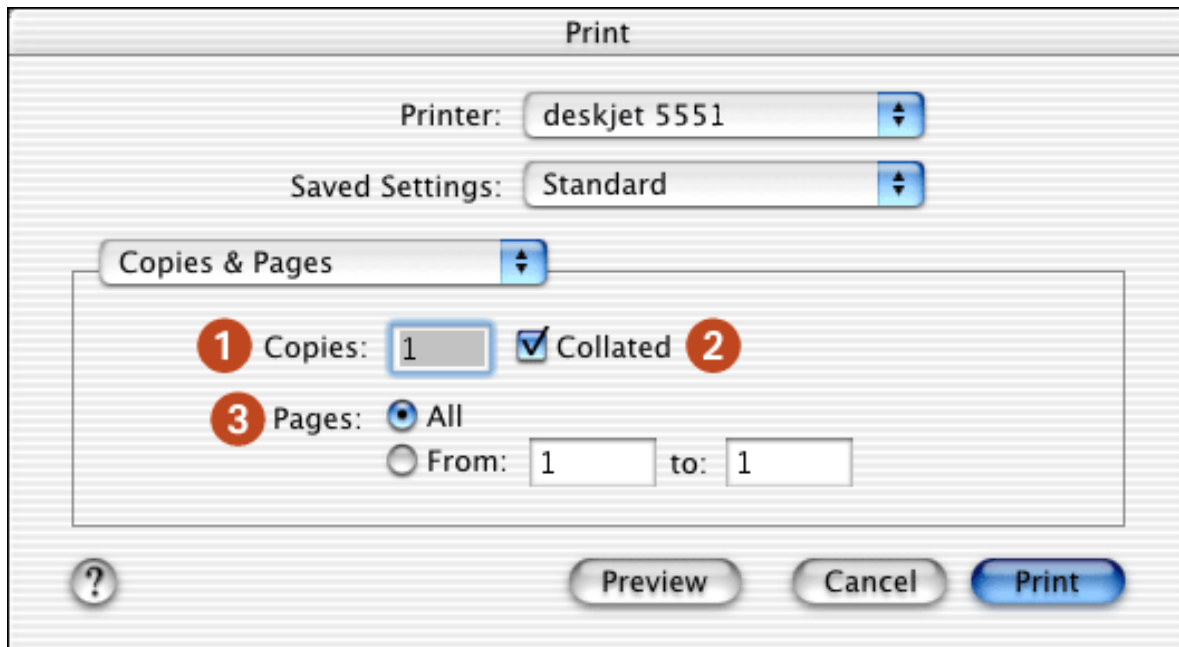 Print
Printer: deskjet 5551
Saved Settings: Standard
Copies & Pages
1 Copies: 1 Collated 2
3 Pages: All
From: 1 to: 1
? Preview Cancel Print